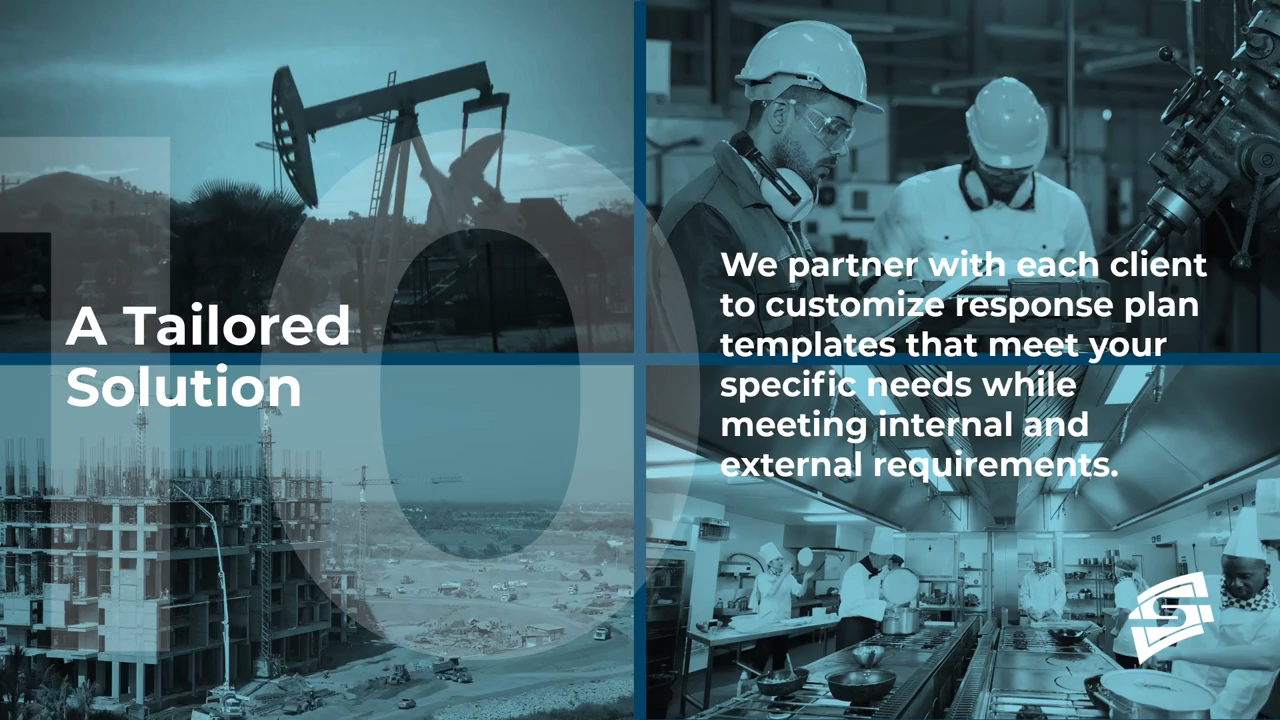 10
A Tailored
Solution
We partner with each client
to customize response plan
templates that meet your
specific needs while
meeting internal and
external requirements.